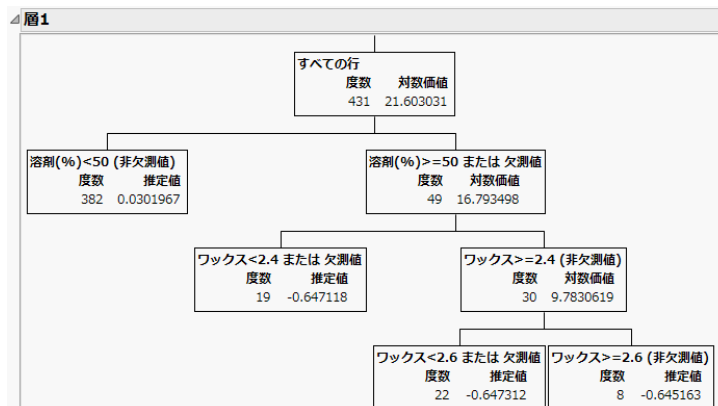 層1
すべての行
度数 対数価値
431 21.603031
溶剤(%)<50 (非欠測値)
度数 推定値
382 0.0301967
溶剤(%)>=50 または 欠測値
度数 対数価値
49 16.793498
ワックス<2.4 または 欠測値
度数 推定値
19 -0.647118
ワックス>=2.4 (非欠測値)
度数 対数価値
30 9.7830619
ワックス<2.6 または 欠測値
度数 推定値
22 -0.647312
ワックス>=2.6 (非欠測値)
度数 推定値
8 -0.645163